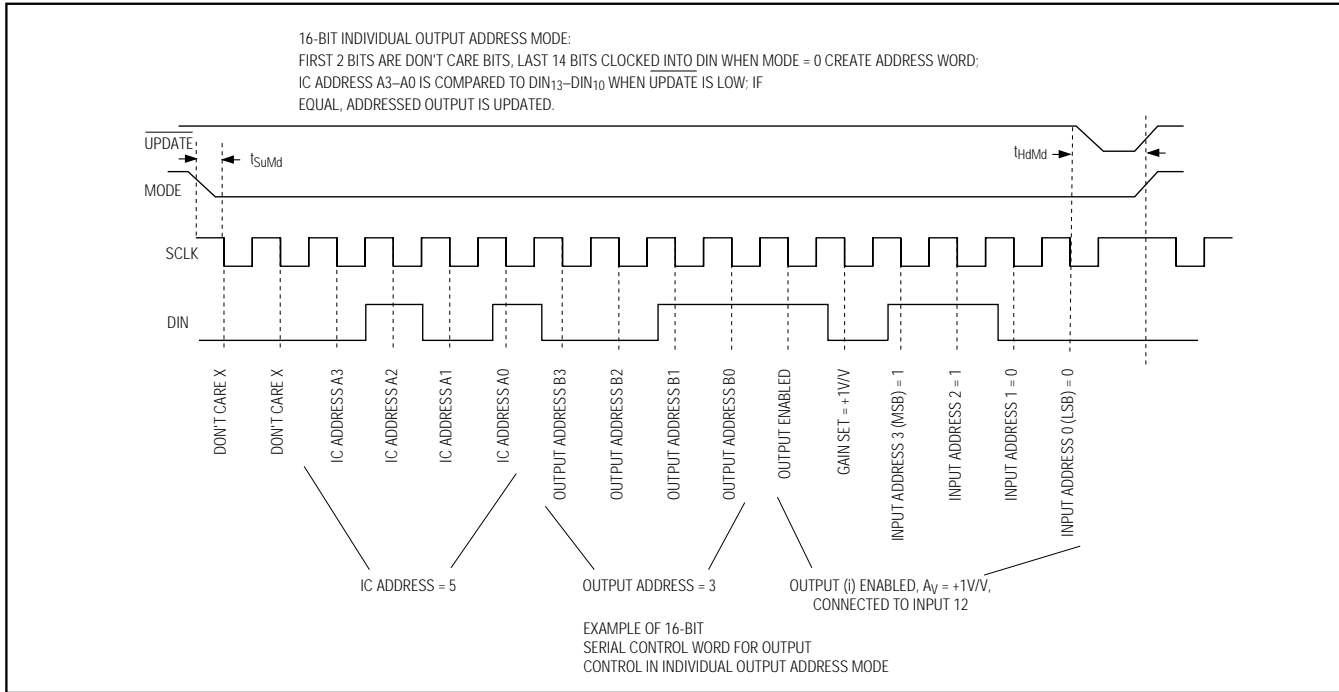 16-BIT INDIVIDUAL OUTPUT ADDRESS MODE:
FIRST 2 BITS ARE DON'T CARE BITS, LAST 14 BITS CLOCKED INTO DIN WHEN MODE = 0 CREATE ADDRESS WORD;
IC ADDRESS A3–A0 IS COMPARED TO DIN13–DIN10 WHEN UPDATE IS LOW; IF
EQUAL, ADDRESSED OUTPUT IS UPDATED.
UPDATE
tSuMd
tHdMd
MODE
SCLK
DIN
DON'T CARE X
DON'T CARE X
IC ADDRESS A3
IC ADDRESS A2
IC ADDRESS A1
IC ADDRESS A0
OUTPUT ADDRESS B3
OUTPUT ADDRESS B2
OUTPUT ADDRESS B1
OUTPUT ADDRESS B0
OUTPUT ENABLED
GAIN SET = +1V/V
INPUT ADDRESS 3 (MSB) = 1
INPUT ADDRESS 2 = 1
INPUT ADDRESS 1 = 0
INPUT ADDRESS 0 (LSB) = 0
IC ADDRESS = 5
OUTPUT ADDRESS = 3
OUTPUT (i) ENABLED, AV = +1V/V,
CONNECTED TO INPUT 12
EXAMPLE OF 16-BIT
SERIAL CONTROL WORD FOR OUTPUT
CONTROL IN INDIVIDUAL OUTPUT ADDRESS MODE